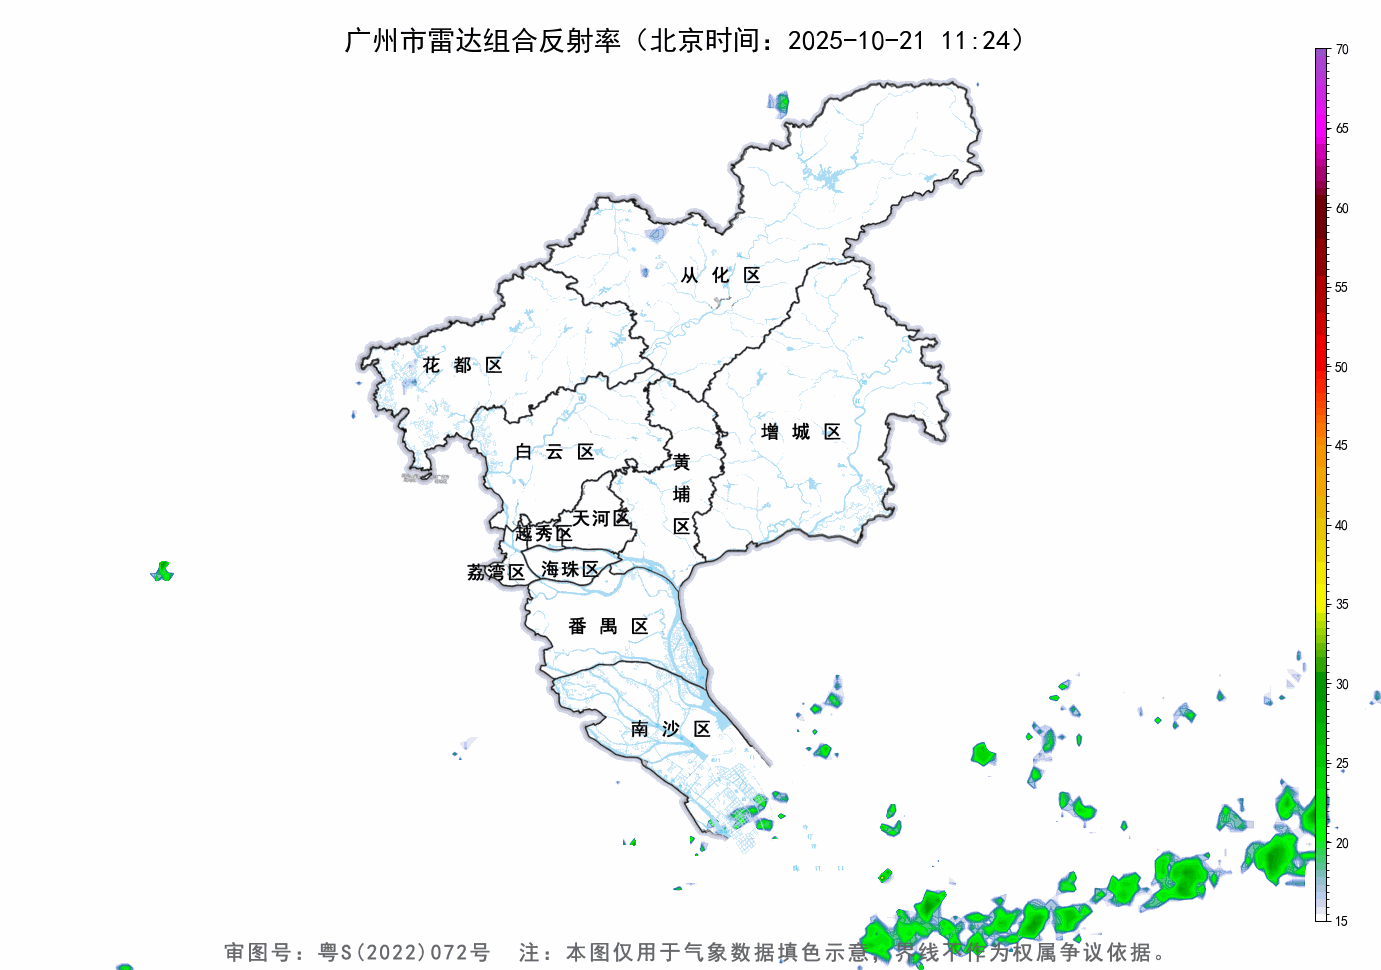 广州市雷达组合反射率（北京时间：2025-10-21 11:24）
70
65
60
55
50
45
40
35
30
25
20
15
从化区
花都区
增城区
白云区
黄埔区
天河区
越秀区
荔湾区
海珠区
番禺区
南沙区
审图号：粤S(2022)072号 注：本图仅用于气象数据填色示意，界线不作为权属争议依据。